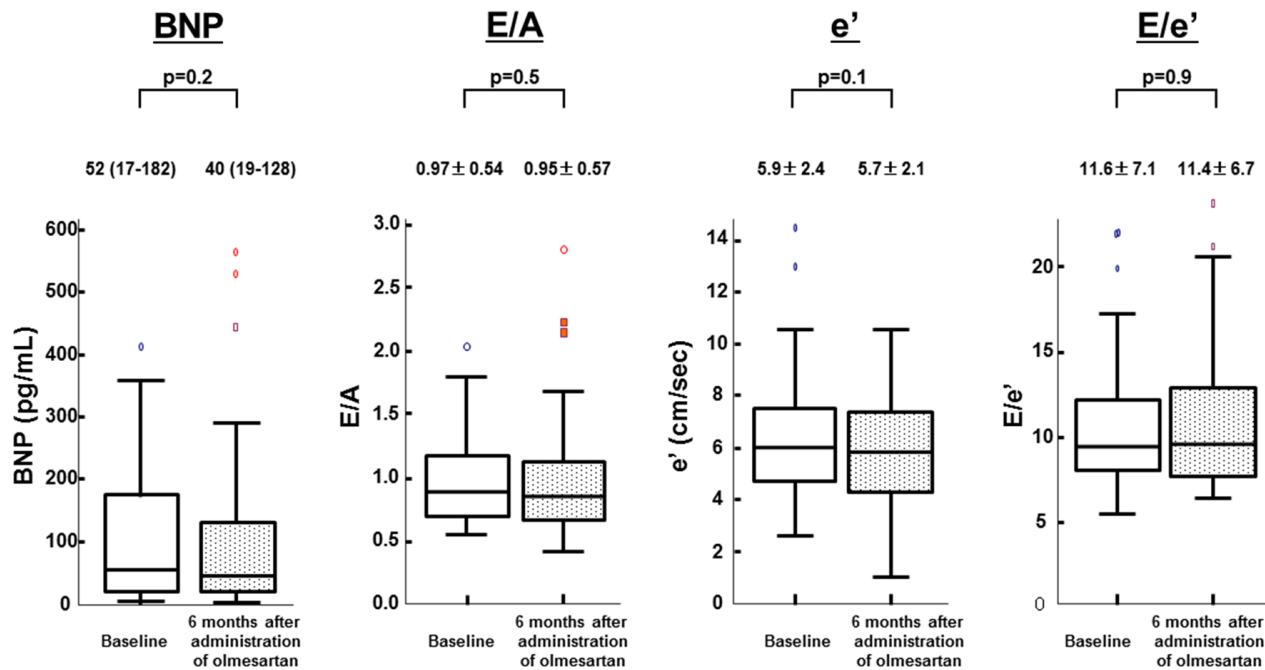 BNP
E/A
e’
E/e’
p=0.2
p=0.5
p=0.1
p=0.9
52 (17-182)
40 (19-128)
0.97± 0.54
0.95± 0.57
5.9± 2.4
5.7± 2.1
11.6± 7.1
11.4± 6.7
BNP (pg/mL)
600
500
400
300
200
100
0
Baseline
6 months after
administration
of olmesartan
E/A
3.0
2.5
2.0
1.5
1.0
0.5
0.0
Baseline
6 months after
administration
of olmesartan
e’ (cm/sec)
14
12
10
8
6
4
2
0
Baseline
6 months after
administration
of olmesartan
E/e’
20
15
10
5
0
Baseline
6 months after
administration
of olmesartan